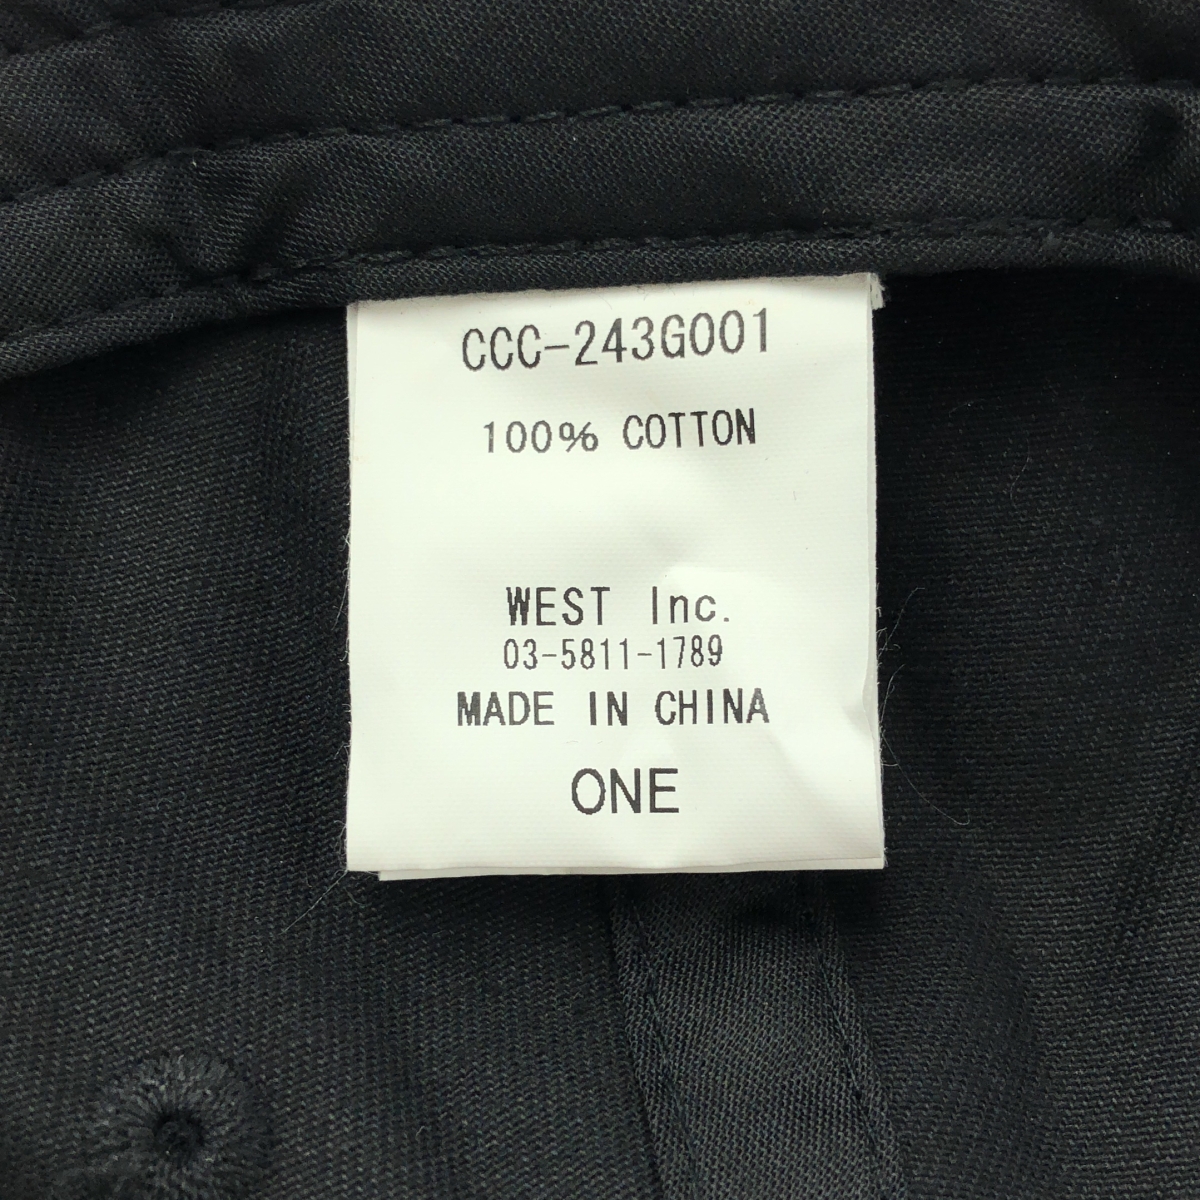 CCC-243G001
100% COTTON
WEST Inc.
03-5811-1789
MADE IN CHINA
ONE